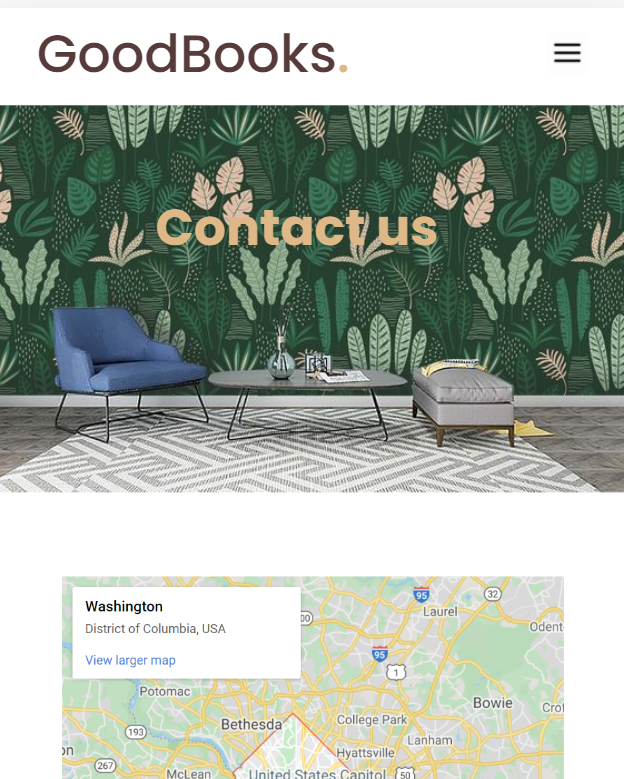 GoodBooks.
Contact us
Washington
District of Columbia, USA
View larger map
95
32
Laurel
95
1
Potomac
Bowie
193
Bethesda
College Park
Lanham
Hyattsville
267
McLean
United States Capitol
50